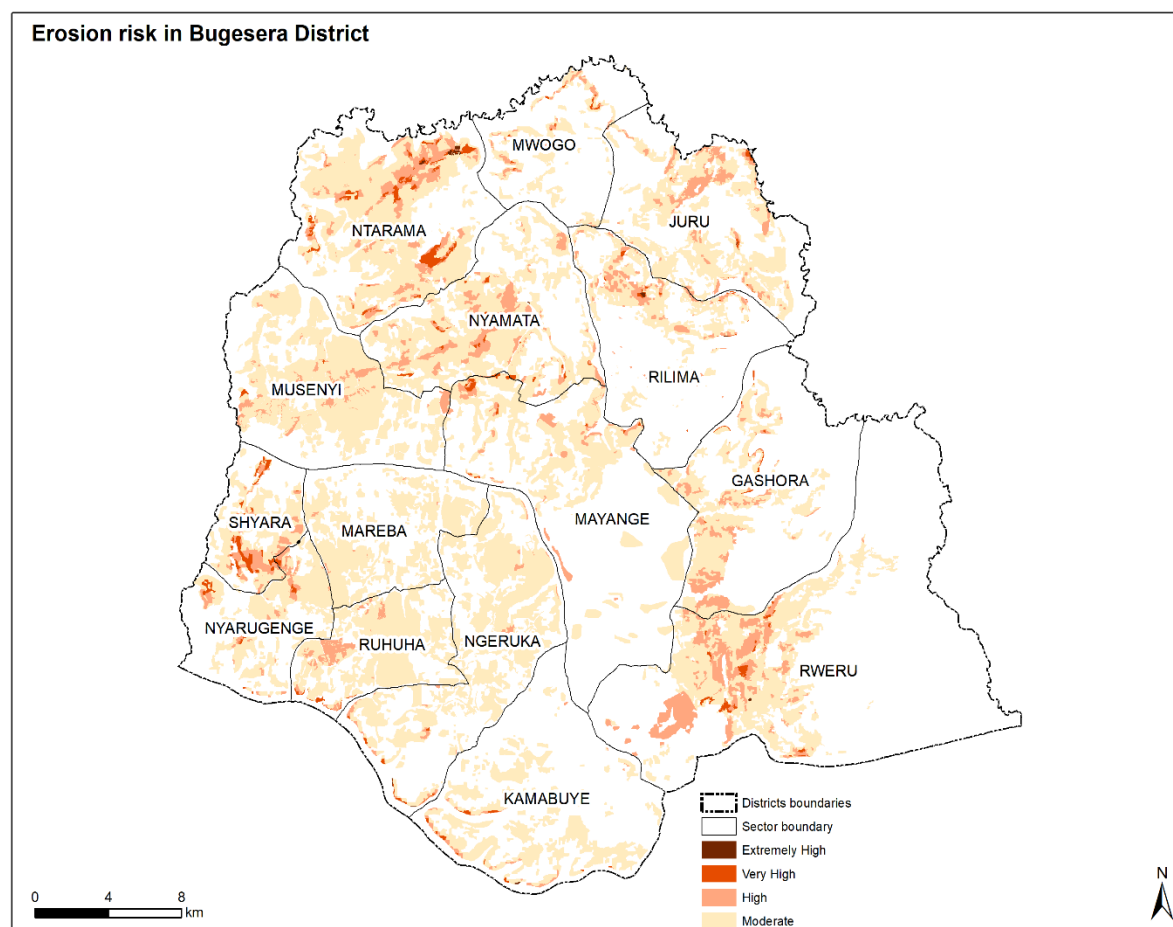 Erosion risk in Bugesera District
MWOGO
JURU
NTARAMA
NYAMATA
RILIMA
MUSENYI
GASHORA
MAYANGE
SHYARA
MAREBA
NYARUGENGE
RUHUHA
NGERUKA
RWERU
KAMABUYE
Districts boundaries
Sector boundary
Extremely High
Very High
High
Moderate
0 4 8
km
N